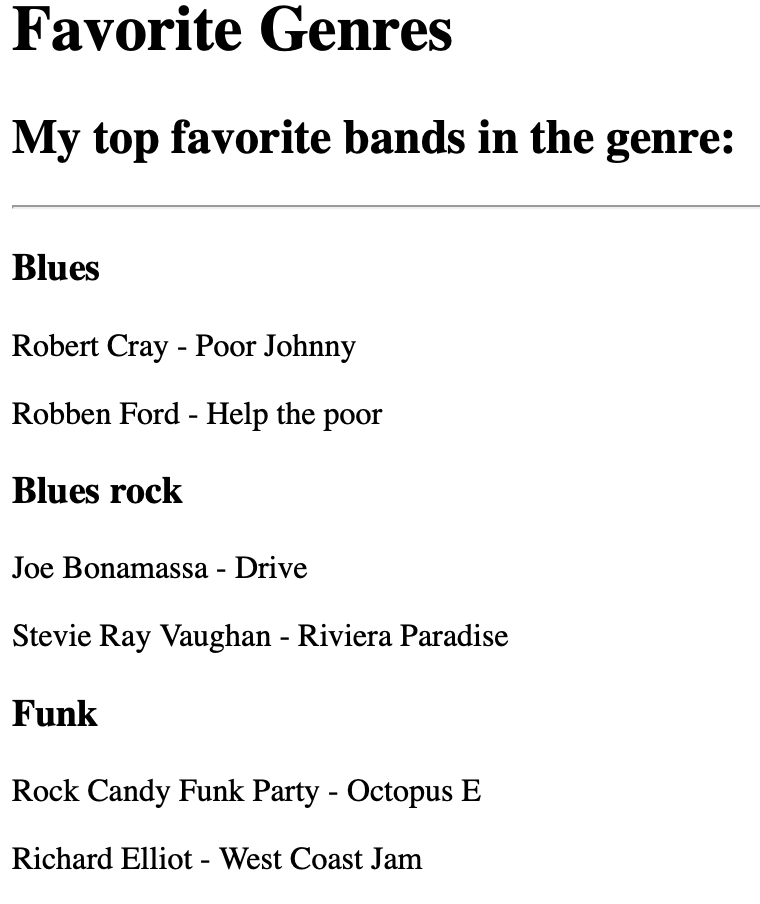 Favorite Genres
My top favorite bands in the genre:
Blues
Robert Cray - Poor Johnny
Robben Ford - Help the poor
Blues rock
Joe Bonamassa - Drive
Stevie Ray Vaughan - Riviera Paradise
Funk
Rock Candy Funk Party - Octopus E
Richard Elliot - West Coast Jam